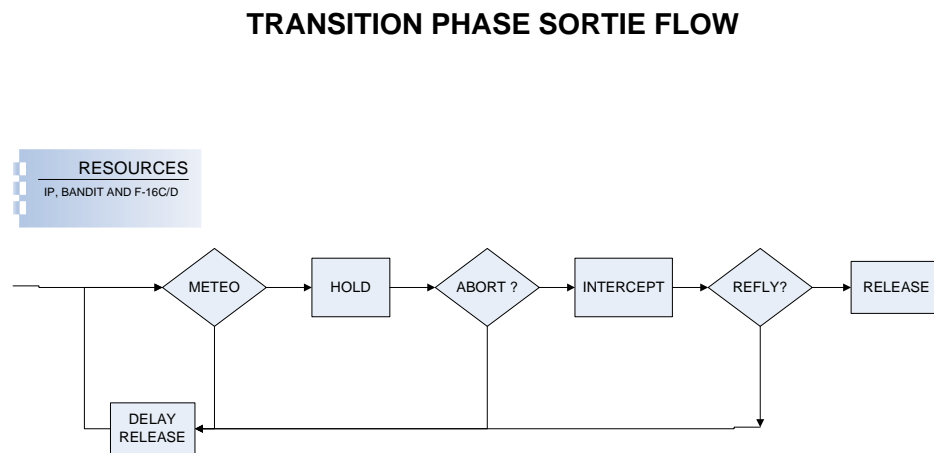 TRANSITION PHASE SORTIE FLOW
RESOURCES
IP, BANDIT AND F-16C/D
METEO
HOLD
ABORT ?
INTERCEPT
REFLY?
RELEASE
DELAY
RELEASE